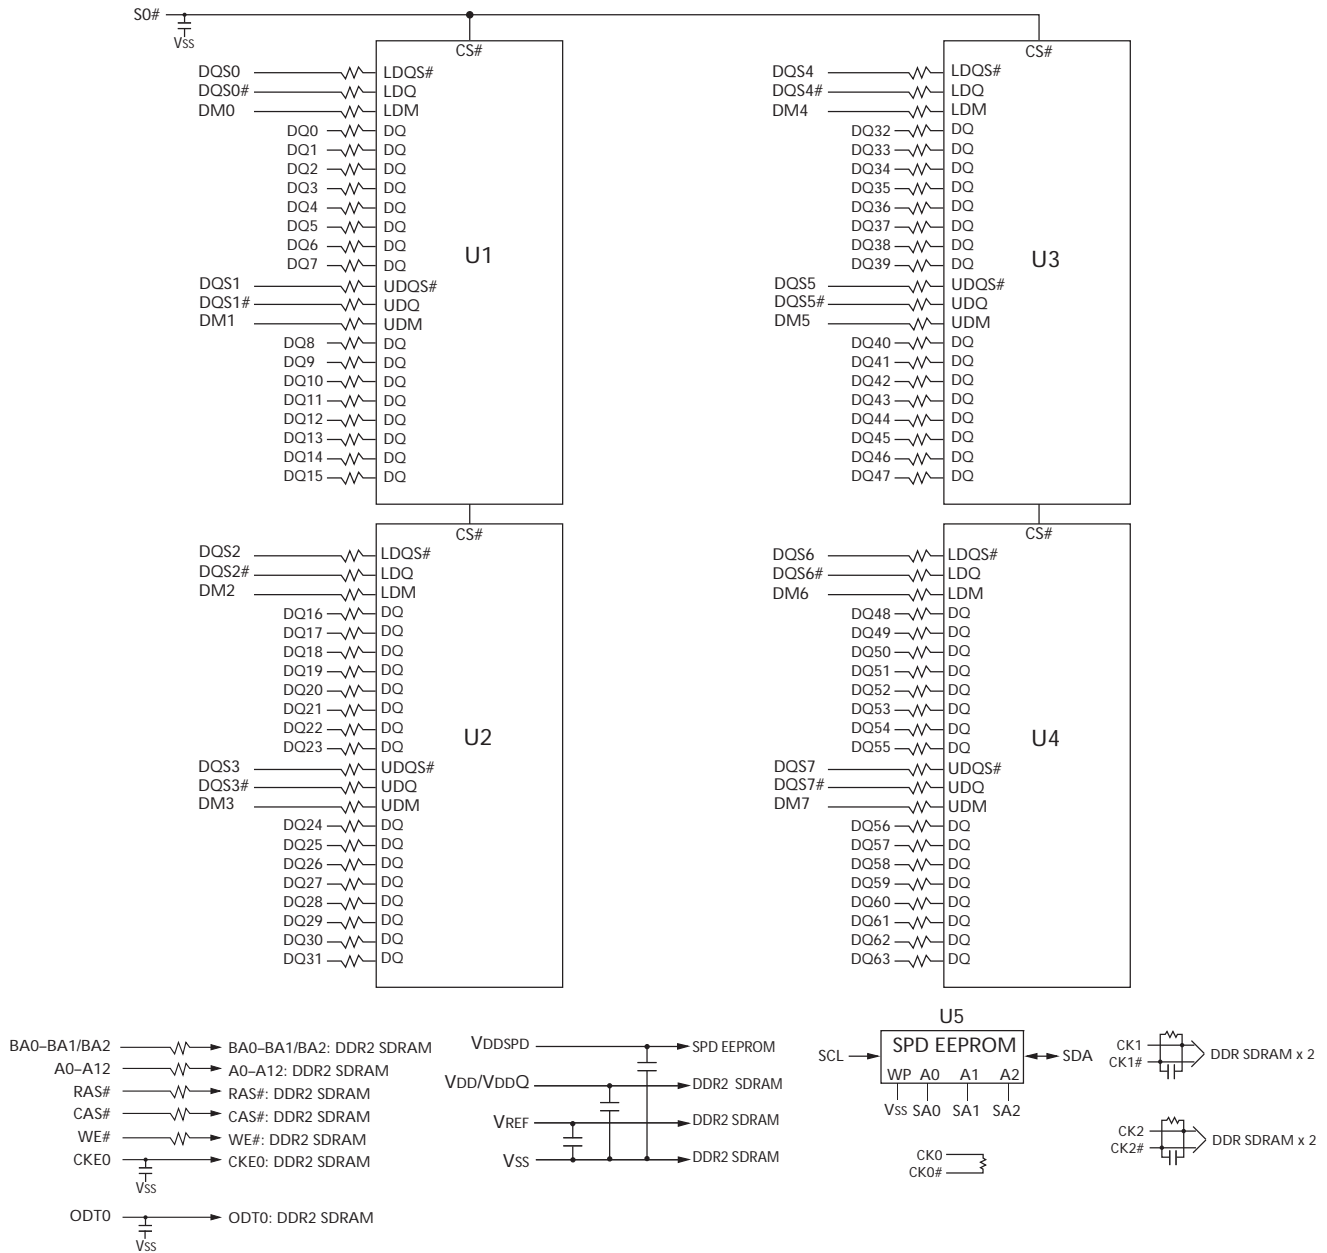 S0#
Vss
CS#
DQS0 LDQS#
DQS0# LDQ
DM0 LDM
DQ0 DQ
DQ1 DQ
DQ2 DQ
DQ3 DQ
DQ4 DQ
DQ5 DQ
DQ6 DQ
DQ7 DQ
U1
DQS1 UDQS#
DQS1# UDQ
DM1 UDM
DQ8 DQ
DQ9 DQ
DQ10 DQ
DQ11 DQ
DQ12 DQ
DQ13 DQ
DQ14 DQ
DQ15 DQ
CS#
DQS4 LDQS#
DQS4# LDQ
DM4 LDM
DQ32 DQ
DQ33 DQ
DQ34 DQ
DQ35 DQ
DQ36 DQ
DQ37 DQ
DQ38 DQ
DQ39 DQ
U3
DQS5 UDQS#
DQS5# UDQ
DM5 UDM
DQ40 DQ
DQ41 DQ
DQ42 DQ
DQ43 DQ
DQ44 DQ
DQ45 DQ
DQ46 DQ
DQ47 DQ
CS#
DQS2 LDQS#
DQS2# LDQ
DM2 LDM
DQ16 DQ
DQ17 DQ
DQ18 DQ
DQ19 DQ
DQ20 DQ
DQ21 DQ
DQ22 DQ
DQ23 DQ
U2
DQS3 UDQS#
DQS3# UDQ
DM3 UDM
DQ24 DQ
DQ25 DQ
DQ26 DQ
DQ27 DQ
DQ28 DQ
DQ29 DQ
DQ30 DQ
DQ31 DQ
CS#
DQS6 LDQS#
DQS6# LDQ
DM6 LDM
DQ48 DQ
DQ49 DQ
DQ50 DQ
DQ51 DQ
DQ52 DQ
DQ53 DQ
DQ54 DQ
DQ55 DQ
U4
DQS7 UDQS#
DQS7# UDQ
DM7 UDM
DQ56 DQ
DQ57 DQ
DQ58 DQ
DQ59 DQ
DQ60 DQ
DQ61 DQ
DQ62 DQ
DQ63 DQ
BA0–BA1/BA2 BA0–BA1/BA2: DDR2 SDRAM
A0–A12 A0–A12: DDR2 SDRAM
RAS# RAS#: DDR2 SDRAM
CAS# CAS#: DDR2 SDRAM
WE# WE#: DDR2 SDRAM
CKE0 CKE0: DDR2 SDRAM
Vss
ODT0 ODT0: DDR2 SDRAM
Vss
VDDSPD SPD EEPROM
VDD/VDDQ DDR2 SDRAM
VREF DDR2 SDRAM
Vss DDR2 SDRAM
U5
SCL SPD EEPROM SDA
WP A0 A1 A2
Vss SA0 SA1 SA2
CK0
CK0#
CK1
CK1#
DDR SDRAM x 2
CK2
CK2#
DDR SDRAM x 2